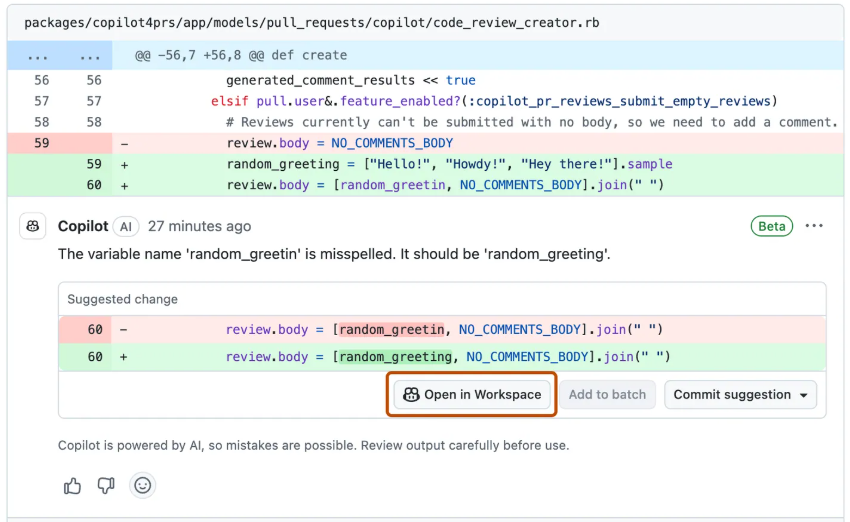 packages/copilot4prs/app/models/pull_requests/copilot/code_review_creator.rb
... ... @@ -56,7 +56,8 @@ def create
56 56 generated_comment_results << true
57 57 elsif pull.user&.feature_enabled?(:copilot_pr_reviews_submit_empty_reviews)
58 58 # Reviews currently can't be submitted with no body, so we need to add a comment.
59 - review.body = NO_COMMENTS_BODY
59 + random_greeting = ["Hello!", "Howdy!", "Hey there!"].sample
60 + review.body = [random_greetin, NO_COMMENTS_BODY].join(" ")
Copilot AI 27 minutes ago Beta ...
The variable name 'random_greetin' is misspelled. It should be 'random_greeting'.
Suggested change
60 - review.body = [random_greetin, NO_COMMENTS_BODY].join(" ")
60 + review.body = [random_greeting, NO_COMMENTS_BODY].join(" ")
Open in Workspace Add to batch Commit suggestion
Copilot is powered by AI, so mistakes are possible. Review output carefully before use.